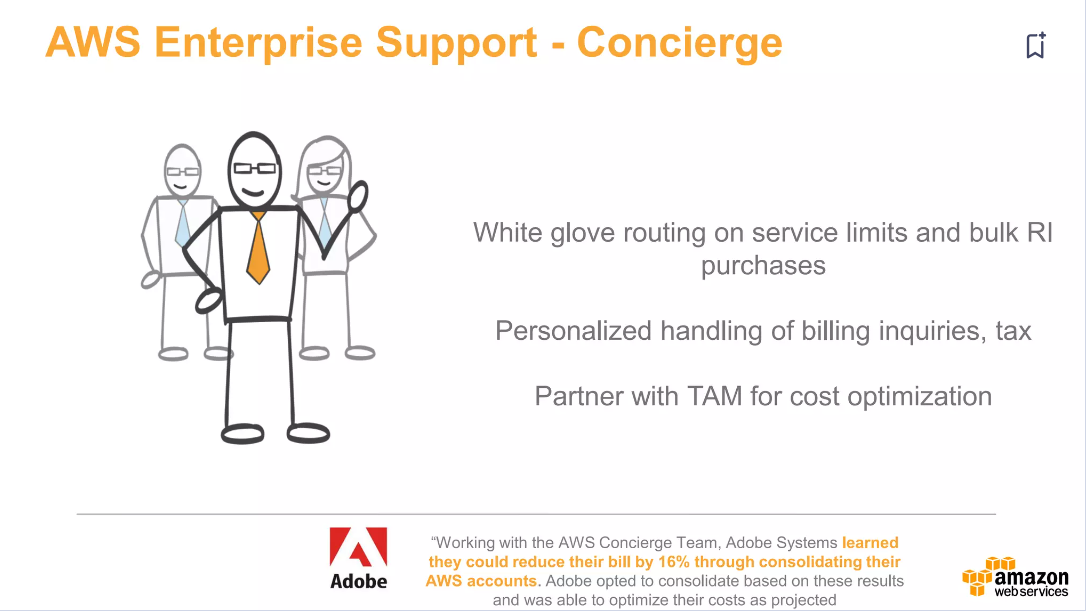 AWS Enterprise Support - Concierge
White glove routing on service limits and bulk RI
purchases
Personalized handling of billing inquiries, tax
Partner with TAM for cost optimization
Adobe
“Working with the AWS Concierge Team, Adobe Systems learned
they could reduce their bill by 16% through consolidating their
AWS accounts. Adobe opted to consolidate based on these results
and was able to optimize their costs as projected
amazon
web services